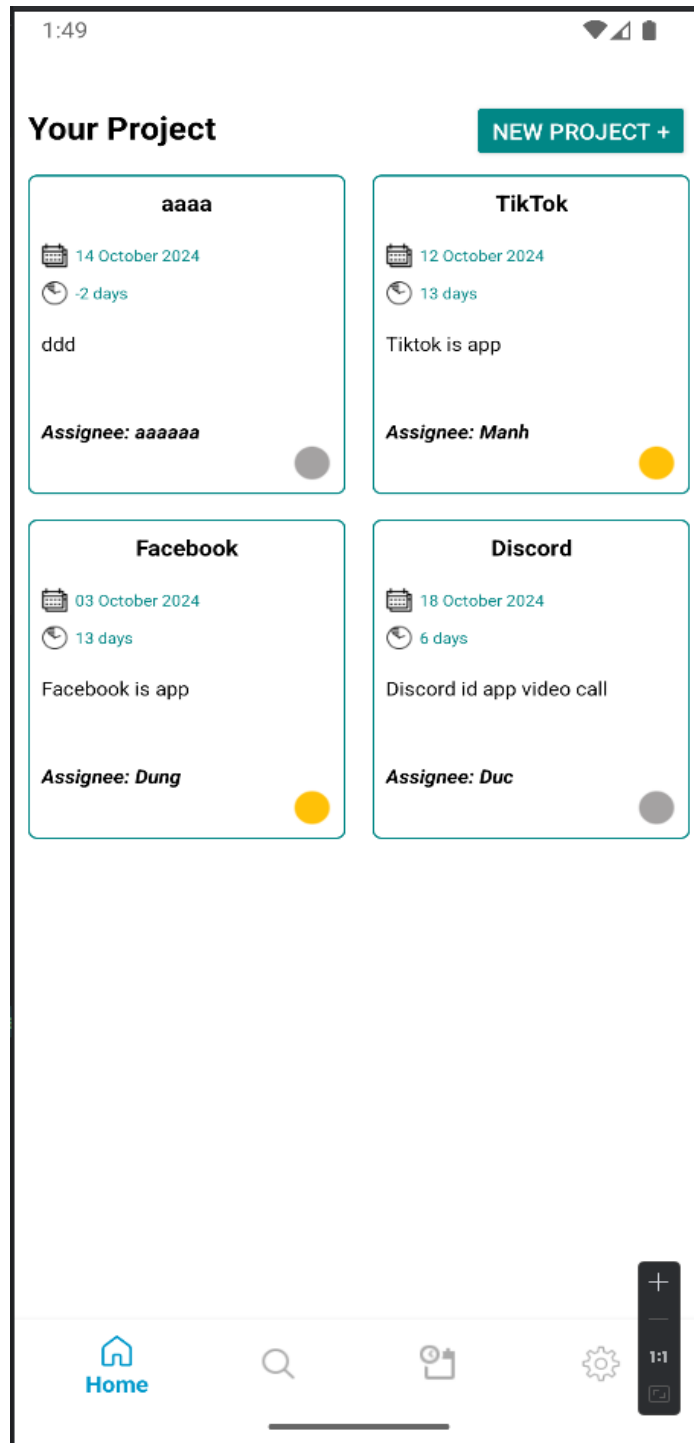 1:49
Your Project
NEW PROJECT +
aaaa
14 October 2024
-2 days
ddd
Assignee: aaaaaa
TikTok
12 October 2024
13 days
Tiktok is app
Assignee: Manh
Facebook
03 October 2024
13 days
Facebook is app
Assignee: Dung
Discord
18 October 2024
6 days
Discord id app video call
Assignee: Duc
Home
1:1